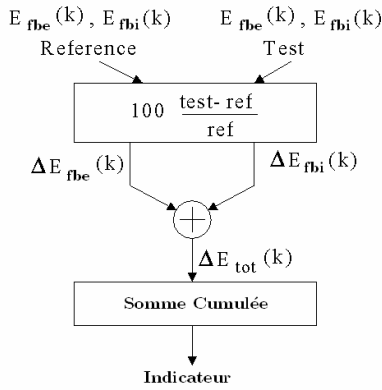 E fbe (k) , E fbi (k) E fbe (k) , E fbi (k)
Reference Test
100 test- ref
ref
ΔE fbe (k) ΔE fbi (k)
ΔE tot (k)
Somme Cumulée
Indicateur